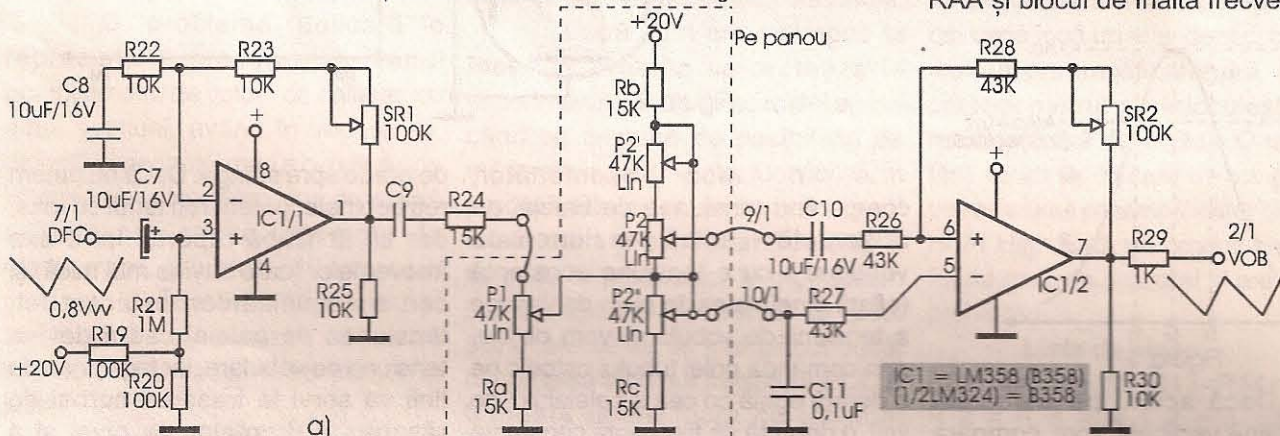 RAA și blocul de înaltă frecve
+20V
Pe panou
R22
10K
R23
10K
C8
10uF/16V
SR1
100K
Rb
15K
P2'
47K
Lin
R28
43K
SR2
100K
+
8
C7
10uF/16V
7/1
DFC
2
3
+
IC1/1
1
4
C9
R24
15K
P2
47K
Lin
9/1
C10
10uF/16V
R26
43K
+
6
5
+
7
IC1/2
R29
1K
2/1
VOB
0,8Vvv
R21
1M
R19
100K
+20V
R20
100K
R25
10K
P1
47K
Lin
P2"
47K
Lin
10/1
R27
43K
Ra
15K
Rc
15K
C11
0,1uF
IC1 = LM358 (B358)
(1/2LM324) = B358
R30
10K
a)